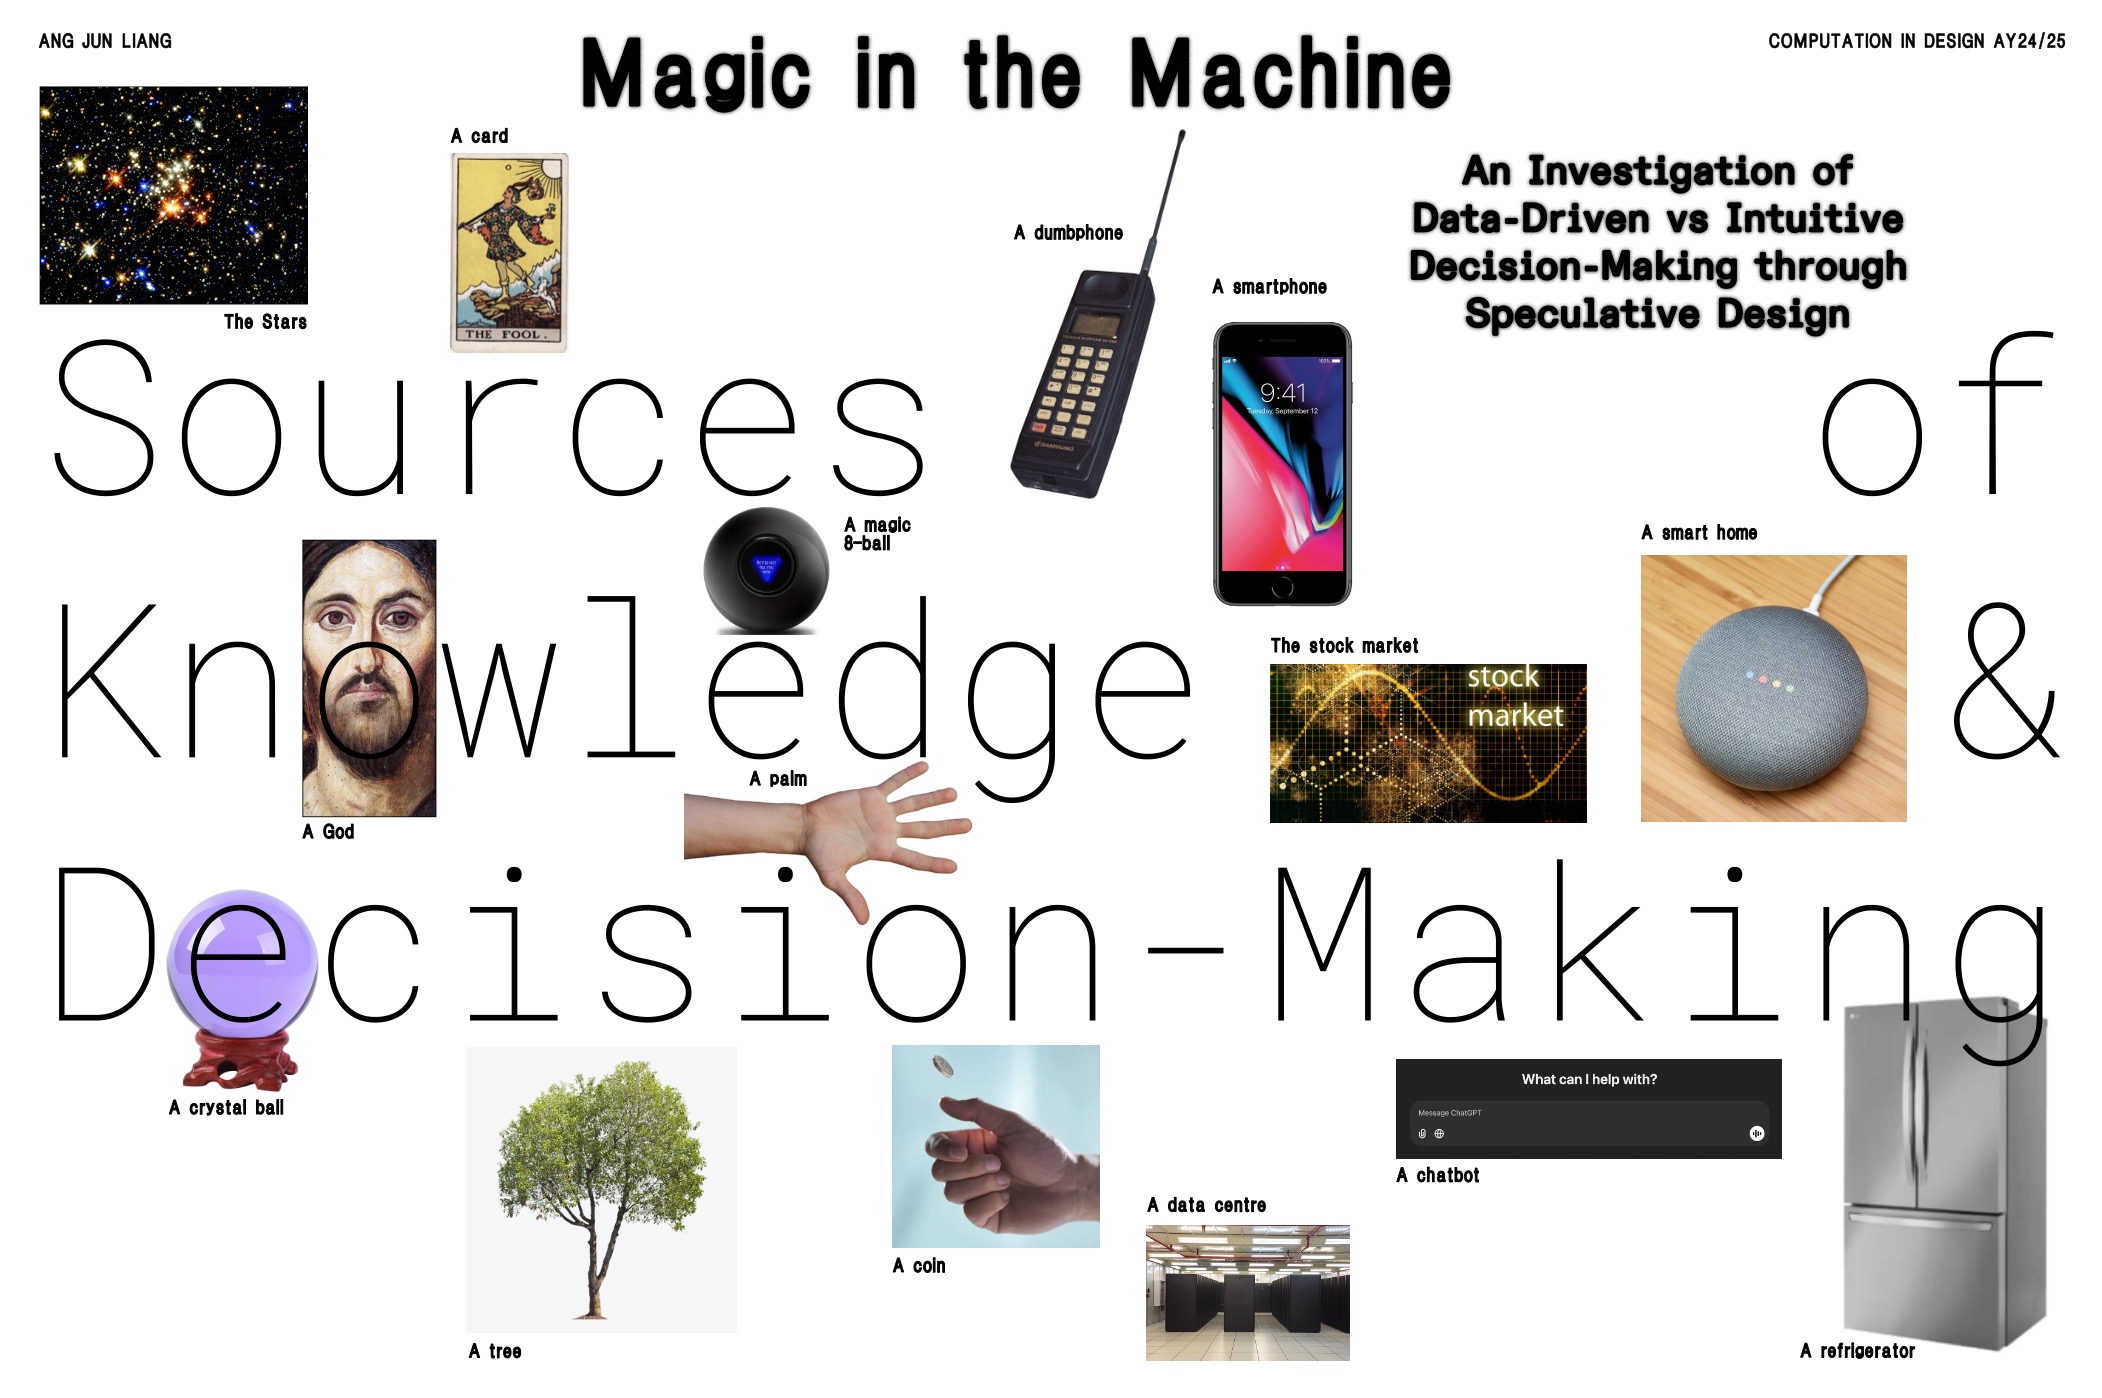 ANG JUN LIANG
Magic in the Machine
COMPUTATION IN DESIGN AY24/25
An Investigation of
Data-Driven vs Intuitive
Decision-Making through
Speculative Design
The Stars
A card
THE FOOL.
A dumbphone
SAMSUNG
A smartphone
100%
9:41
Tuesday, September 12
Sources of
A magic
8-ball
A smart home
The stock market
stock
market
Knowledge &
A God
A palm
Decision-Making
A crystal ball
A tree
A coin
A data centre
What can I help with?
Message ChatGPT
A chatbot
A refrigerator